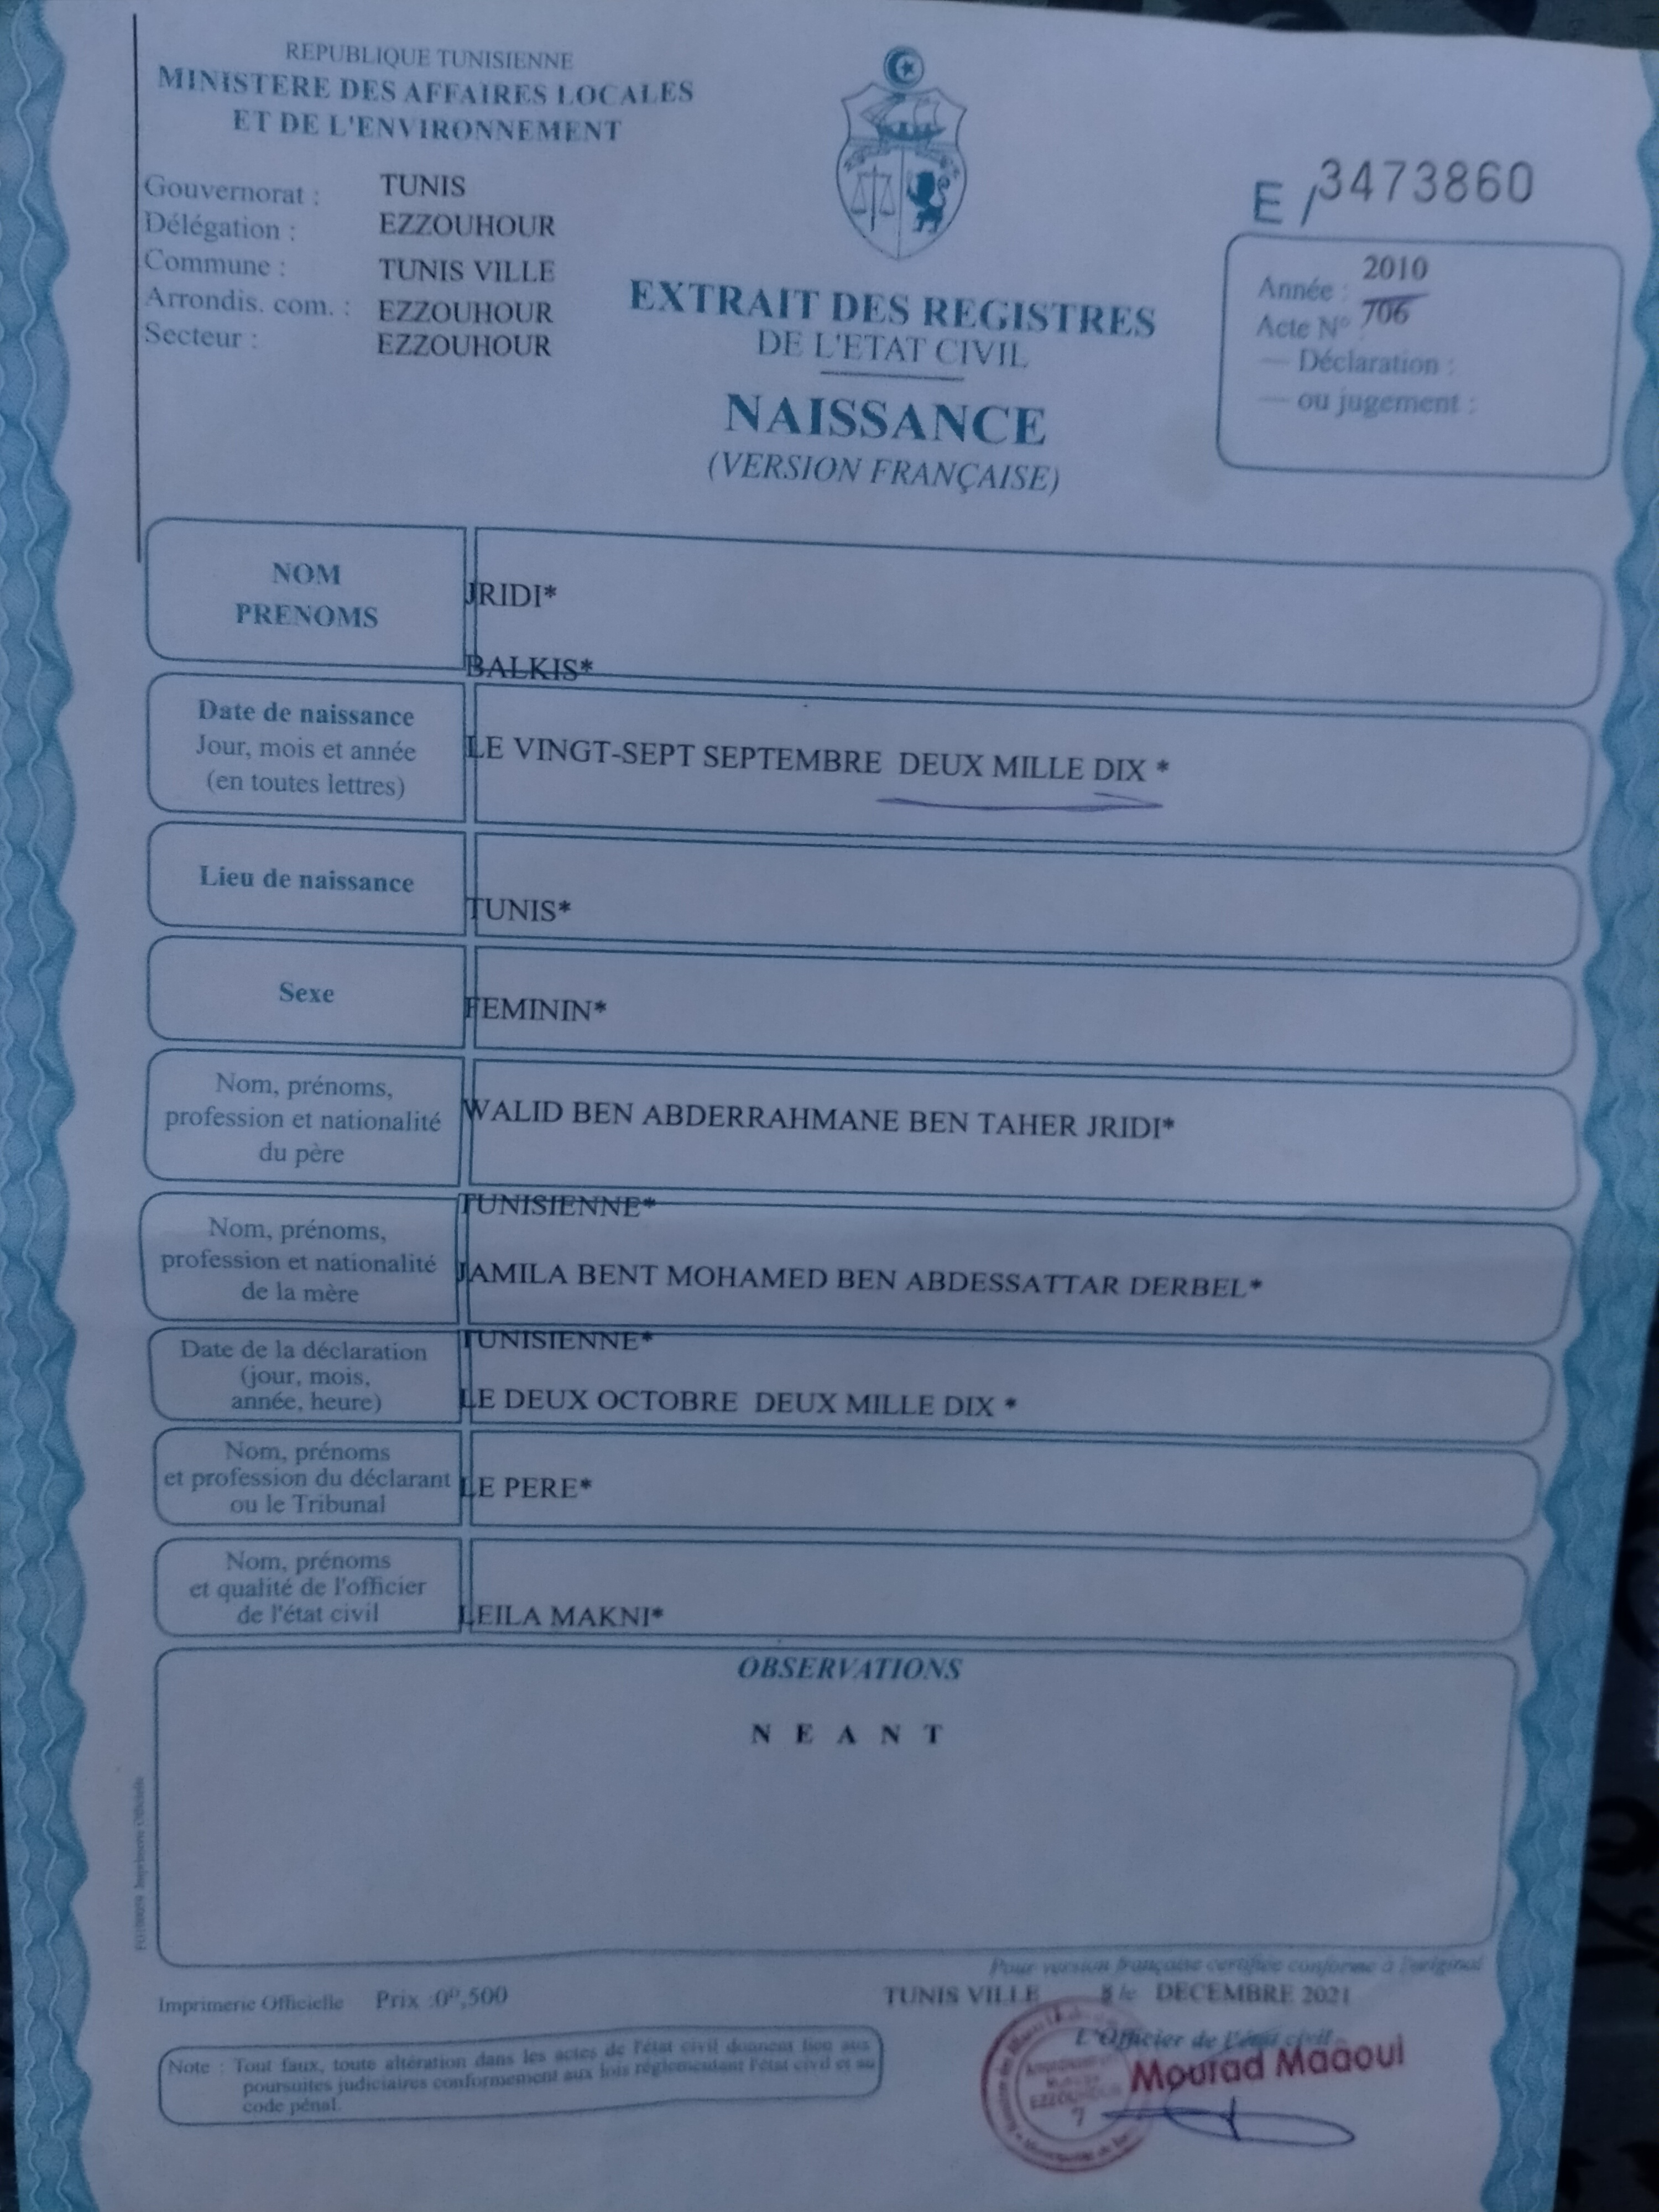 REPUBLIQUE TUNISIENNE
MINISTERE DES AFFAIRES LOCALES
ET DE L'ENVIRONNEMENT
Gouvernorat : TUNIS
Délégation : EZZOUHOUR
Commune : TUNIS VILLE
Arrondis. com. : EZZOUHOUR
Secteur : EZZOUHOUR
E / 3473860
Année : 2010
Acte N° 706
— Déclaration :
— ou jugement :
EXTRAIT DES REGISTRES
DE L'ETAT CIVIL
NAISSANCE
(VERSION FRANÇAISE)
NOM
PRENOMS
JRIDI*
BALKIS*
Date de naissance
Jour, mois et année
(en toutes lettres)
LE VINGT-SEPT SEPTEMBRE DEUX MILLE DIX *
Lieu de naissance
TUNIS*
Sexe
FEMININ*
Nom, prénoms,
profession et nationalité
du père
WALID BEN ABDERRAHMANE BEN TAHER JRIDI*
TUNISIENNE*
Nom, prénoms,
profession et nationalité
de la mère
JAMILA BENT MOHAMED BEN ABDESSATTAR DERBEL*
TUNISIENNE*
Date de la déclaration
(jour, mois,
année, heure)
LE DEUX OCTOBRE DEUX MILLE DIX *
Nom, prénoms
et profession du déclarant
ou le Tribunal
LE PERE*
Nom, prénoms
et qualité de l'officier
de l'état civil
LEILA MAKNI*
OBSERVATIONS
N E A N T
Imprimerie Officielle
Pour version française certifiée conforme à l'original
Imprimerie Officielle Prix :0ᴰ,500
TUNIS VILLE 8 le DECEMBRE 2021
L'Officier de l'état civil
Mourad Maaoui
EZZOUHOUR
7
Note : Tout faux, toute altération dans les actes de l'état civil donnent lieu aux
poursuites judiciaires conformement aux lois réglementant l'état civil et au
code pénal.